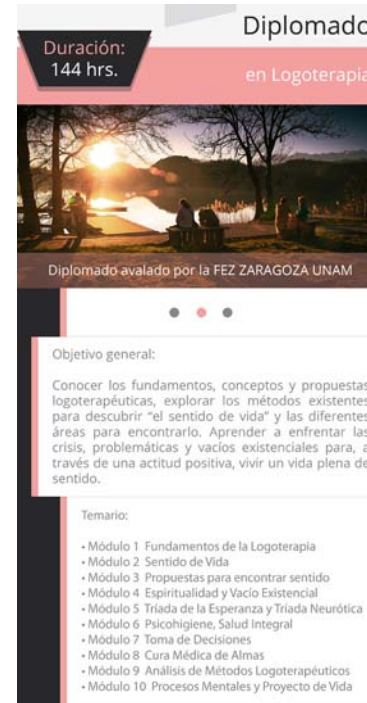 Diplomado
Duración:
144 hrs.
en Logoterapia
Diplomado avalado por la FEZ ZARAGOZA UNAM
Objetivo general:
Conocer los fundamentos, conceptos y propuestas
logoterapéuticas, explorar los métodos existentes
para descubrir “el sentido de vida” y las diferentes
áreas para encontrarlo. Aprender a enfrentar las
crisis, problemáticas y vacíos existenciales para, a
través de una actitud positiva, vivir un vida plena de
sentido.
Temario:
• Módulo 1 Fundamentos de la Logoterapia
• Módulo 2 Sentido de Vida
• Módulo 3 Propuestas para encontrar sentido
• Módulo 4 Espiritualidad y Vacío Existencial
• Módulo 5 Triada de la Esperanza y Triada Neurótica
• Módulo 6 Psicohigiene, Salud Integral
• Módulo 7 Toma de Decisiones
• Módulo 8 Cura Médica de Almas
• Módulo 9 Análisis de Métodos Logoterapéuticos
• Módulo 10 Procesos Mentales y Proyecto de Vida